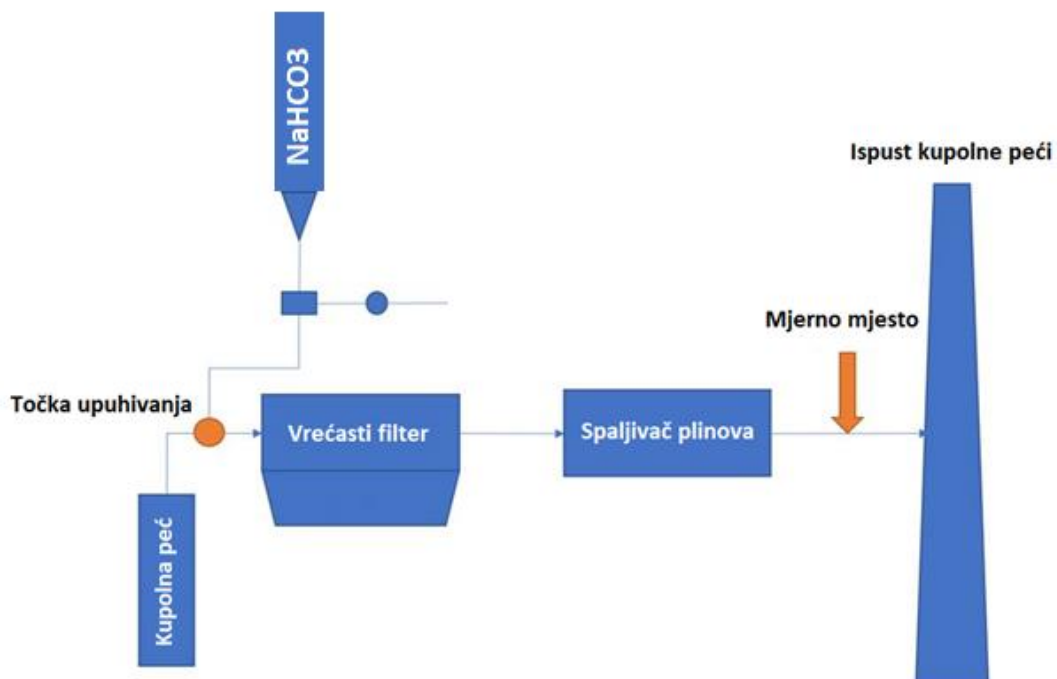 NaHCO3
Ispust kupolne peći
Mjerno mjesto
Točka upuhivanja
Vrećasti filter
Spaljivač plinova
Kupolna peć